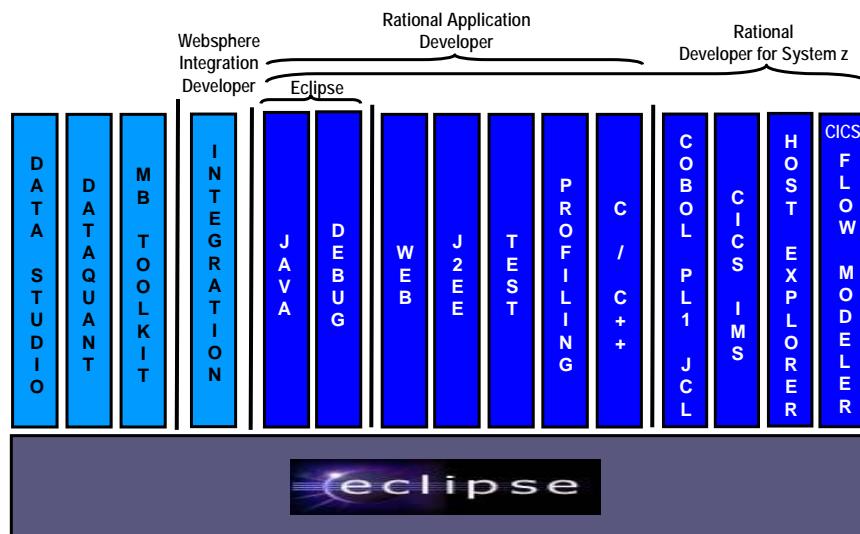 Rational Application
Developer
Rational
Developer for System z
Websphere
Integration
Developer
Eclipse
DATA STUDIO
DATAQUANT
MB TOOLKIT
INTEGRATION
JAVA
DEBUG
WEB
J2EE
TEST
PROFILING
C / C++
COBOL PL1 JCL
CICS IMS
HOST EXPLORER
CICS FLOW MODELER
eclipse